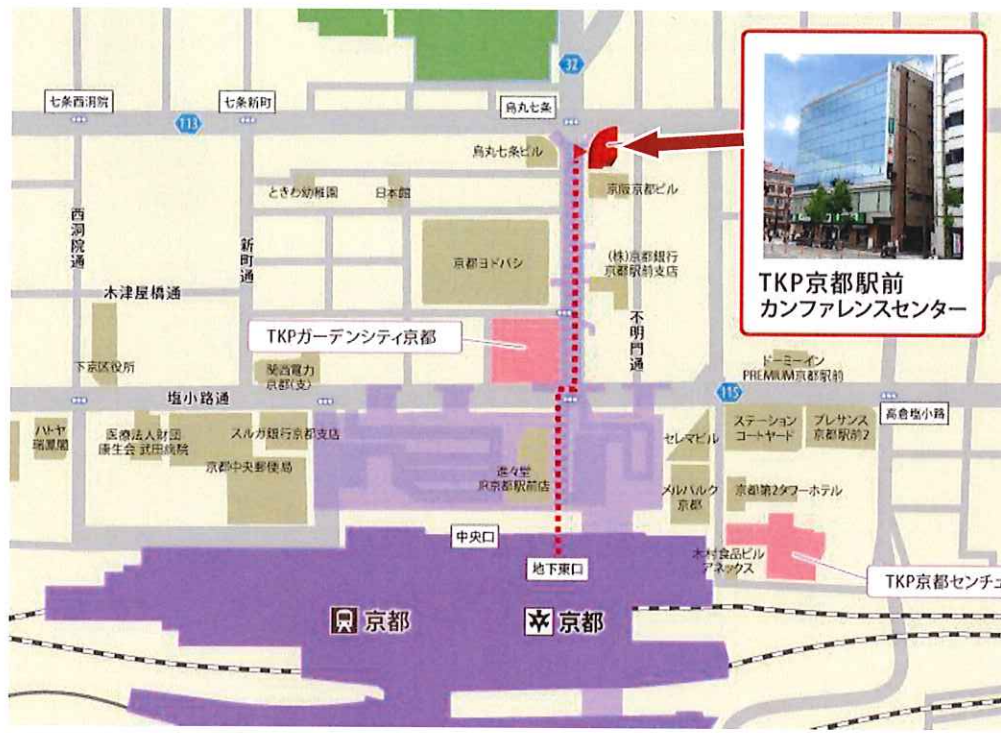 32
七条西洞院
七条新町
烏丸七条
113
烏丸七条ビル
ときわ幼稚園
日本館
京阪京都ビル
西洞院通
新町通
京都ヨドバシ
(株)京都銀行
京都駅前支店
不明門通
木津屋橋通
TKP京都駅前
カンファレンスセンター
TKPガーデンシティ京都
下京区役所
関西電力
京都(支)
ドーミーイン
PREMIUM京都駅前
塩小路通
115
高倉塩小路
ハトヤ
瑞鳳閣
医療法人財団
康生会 武田病院
スルガ銀行京都支店
京都中央郵便局
セレマビル
ステーション
コートヤード
プレサンス
京都駅前2
進々堂
JR京都駅前店
メルパルク
京都
京都第2タワーホテル
中央口
地下東口
木村食品ビル
アネックス
TKP京都センチュ
京都
京都